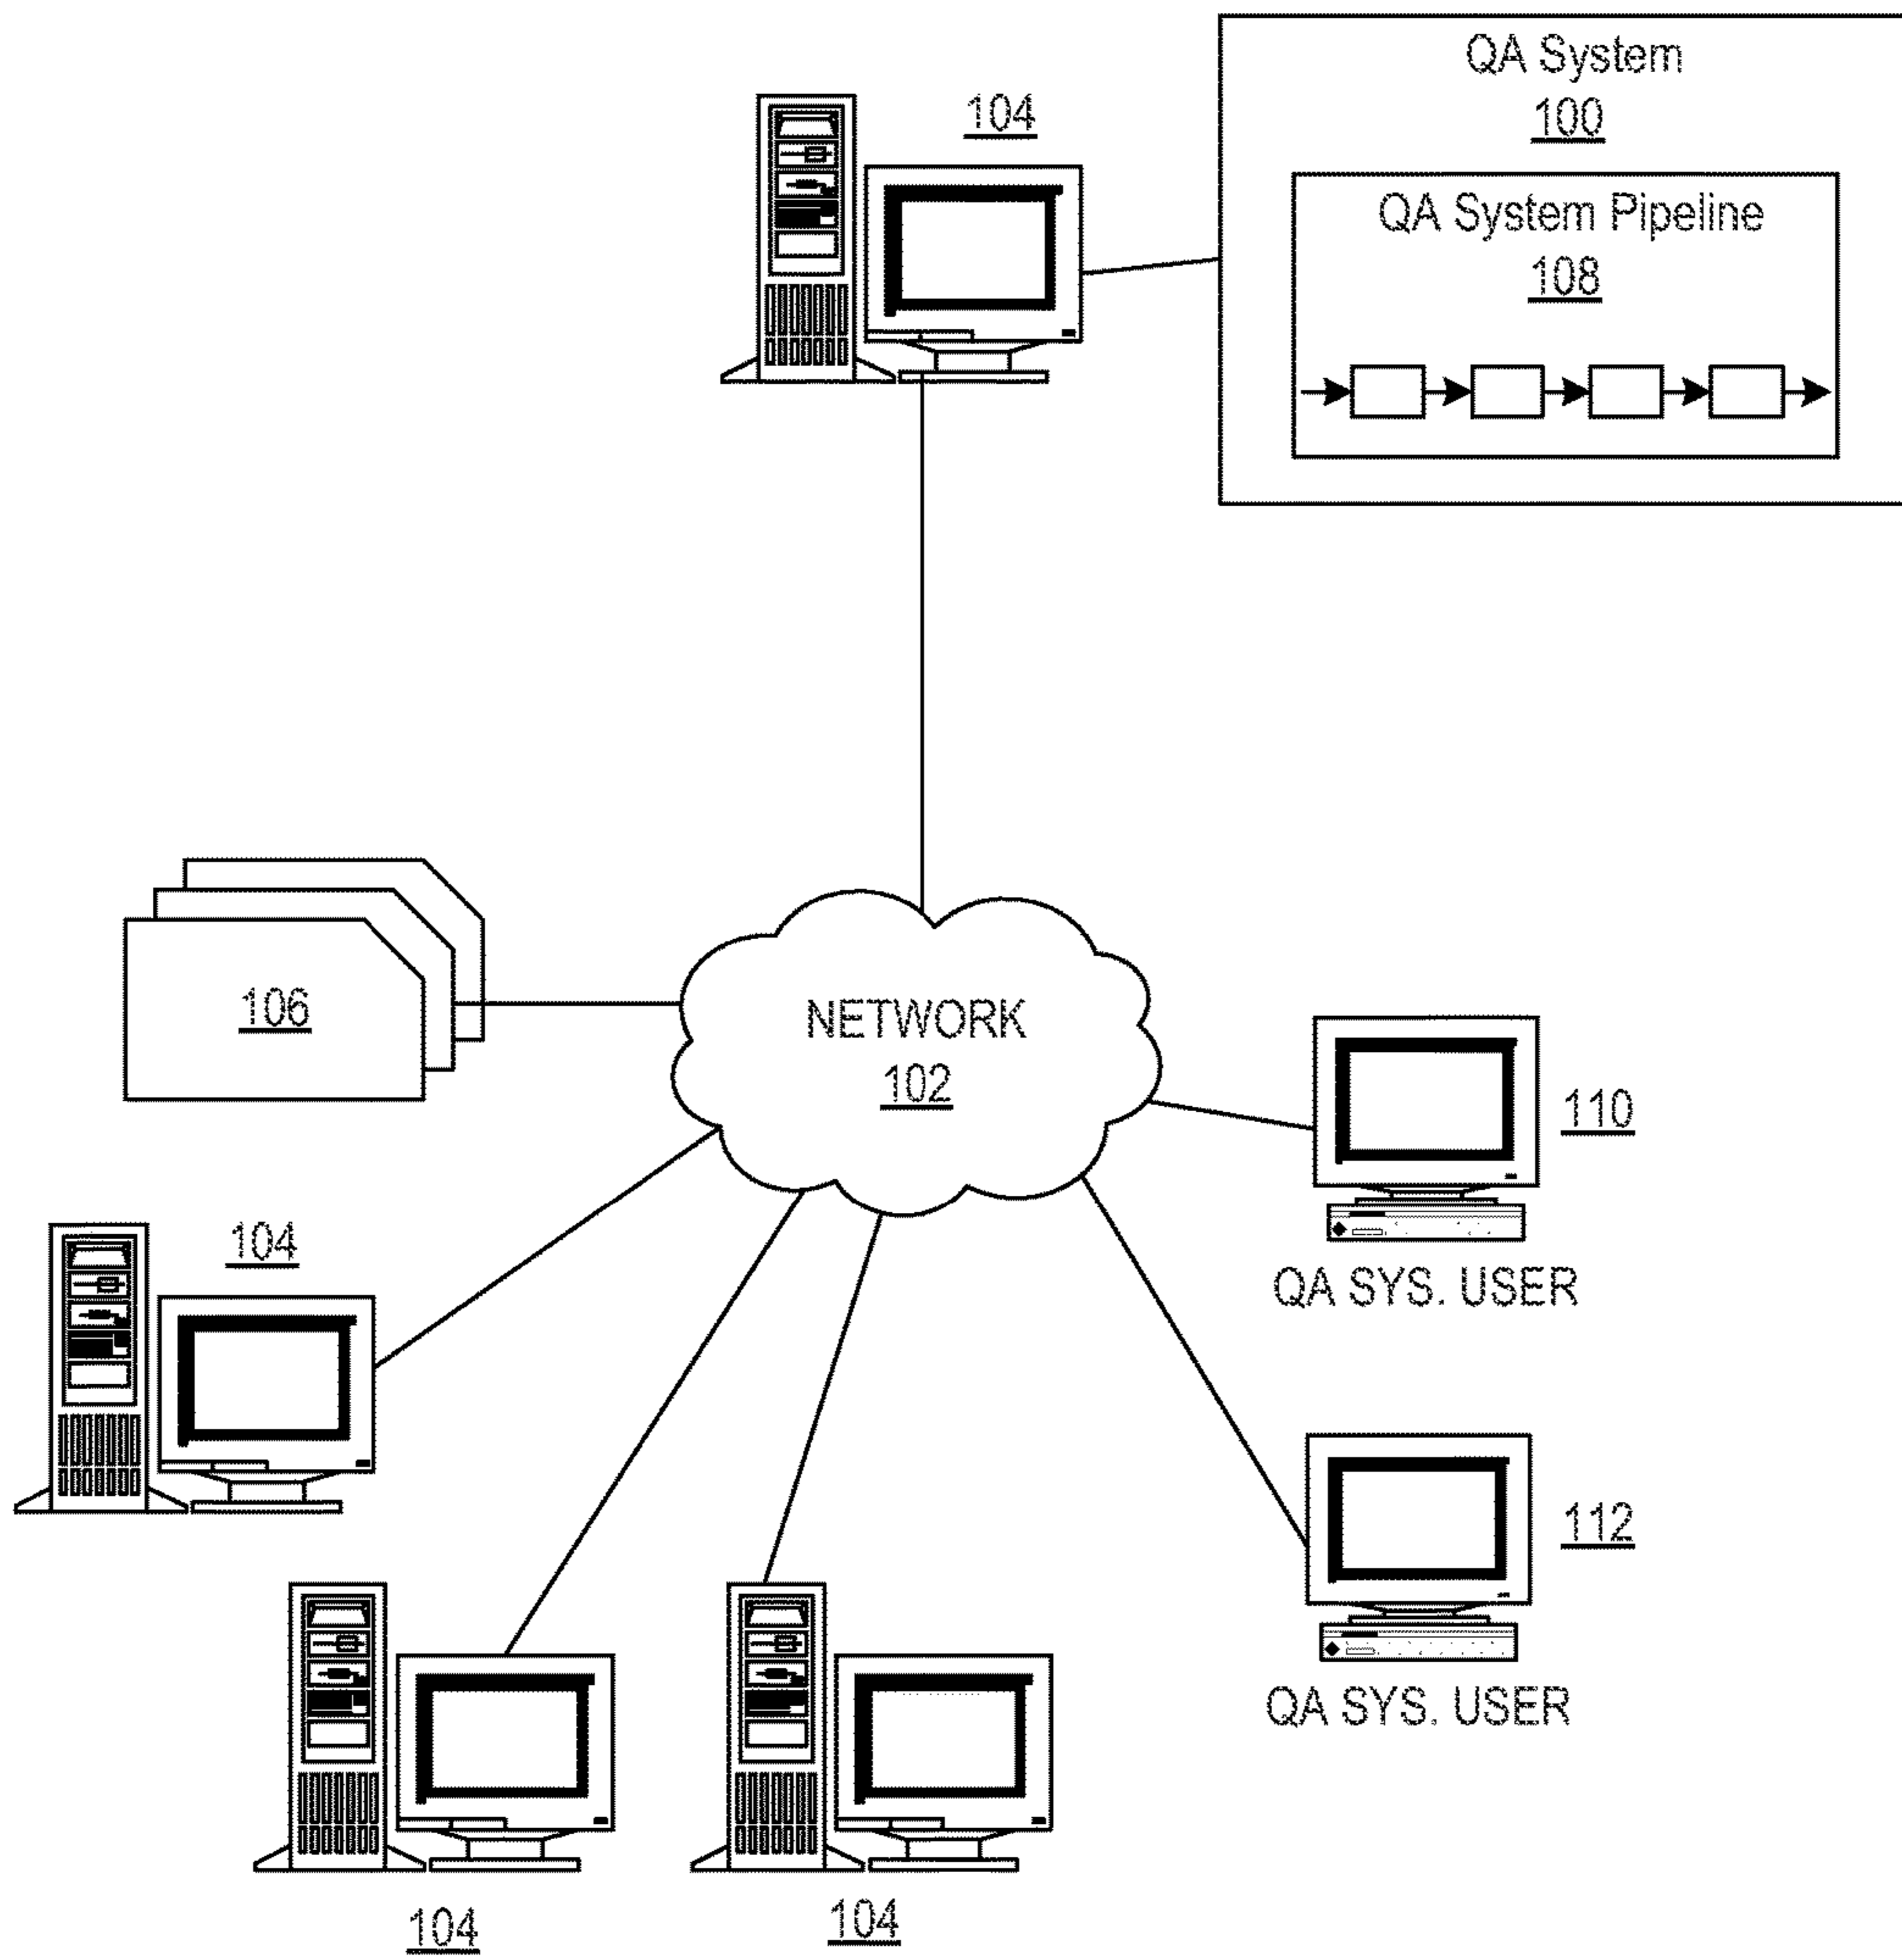 QA System
100
104
QA System Pipeline
108
106
NETWORK
102
110
QA SYS. USER
104
112
QA SYS. USER
104
104